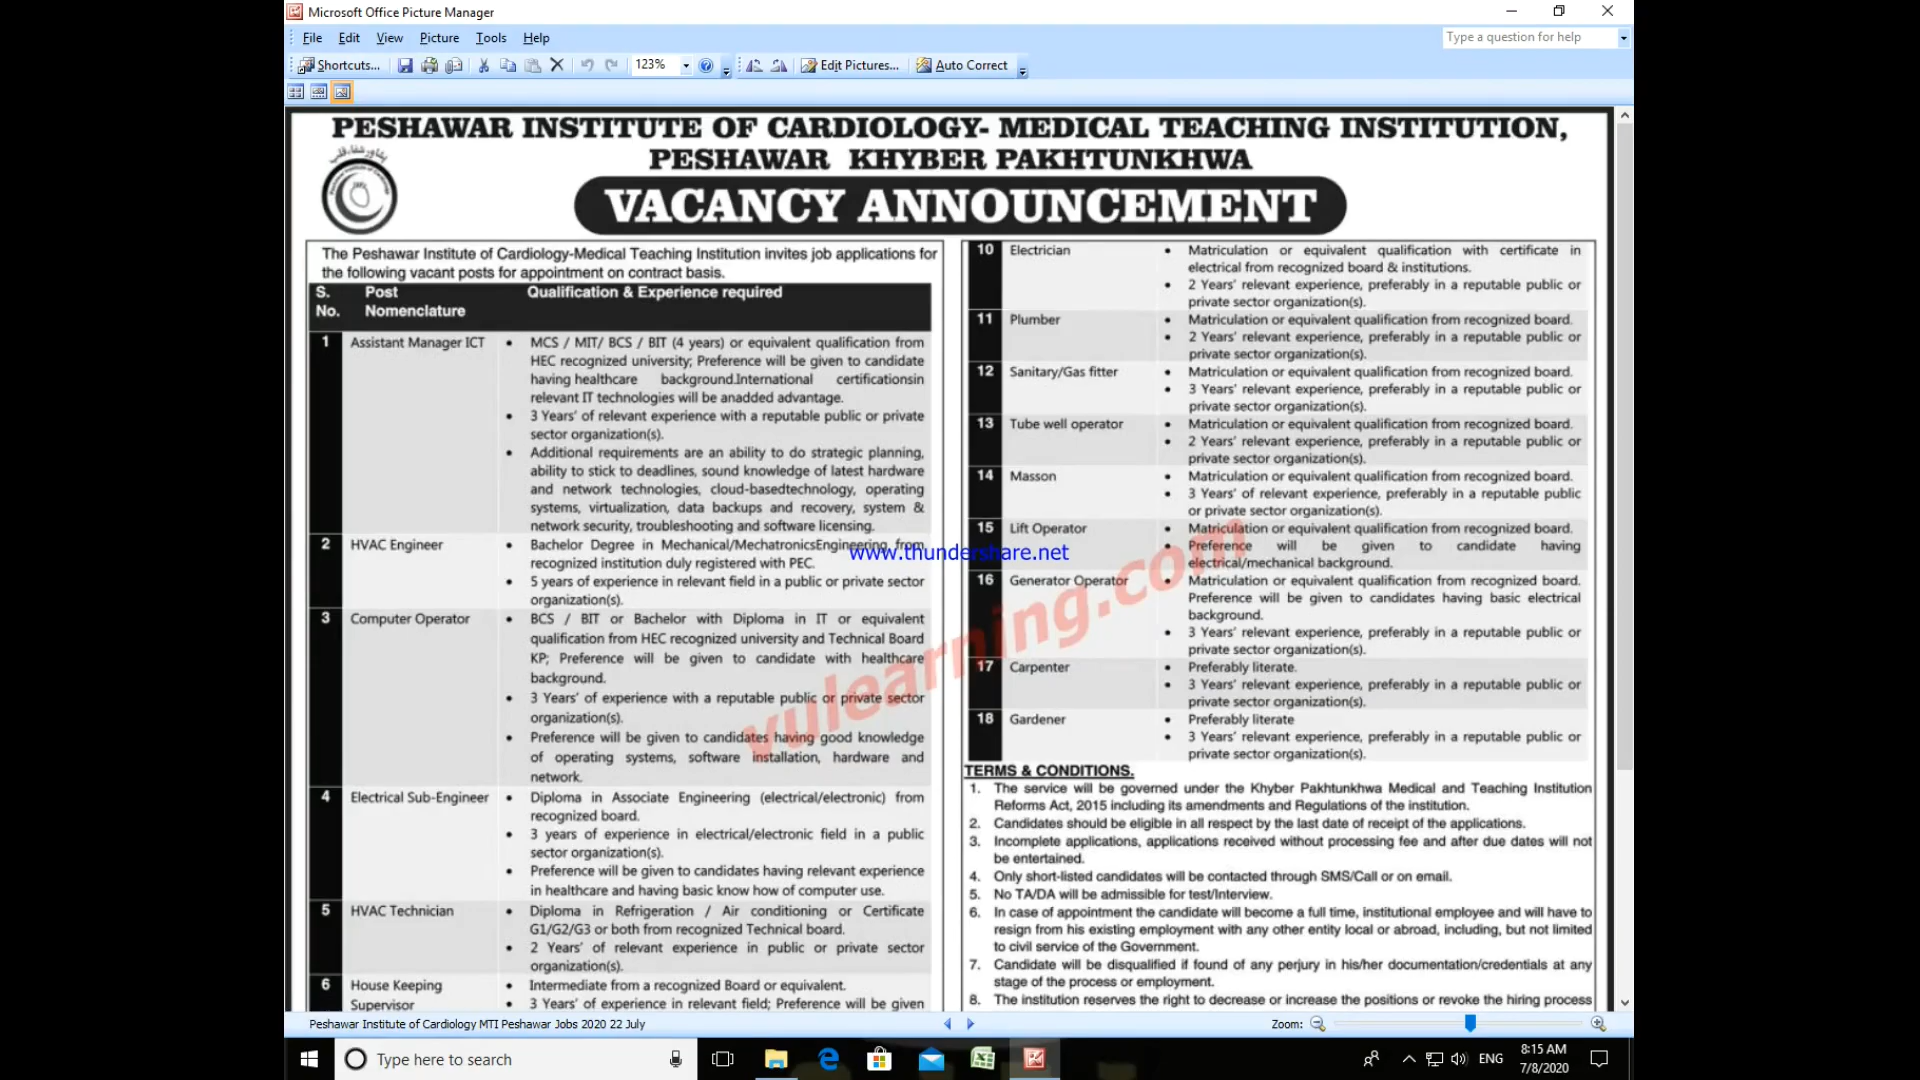 Microsoft Office Picture Manager
File Edit View Picture Tools Help
Type a question for help
Shortcuts... 123% Edit Pictures... Auto Correct
PESHAWAR INSTITUTE OF CARDIOLOGY- MEDICAL TEACHING INSTITUTION,
PESHAWAR KHYBER PAKHTUNKHWA
VACANCY ANNOUNCEMENT
The Peshawar Institute of Cardiology-Medical Teaching Institution invites job applications for
the following vacant posts for appointment on contract basis.
S. Post Qualification & Experience required
No. Nomenclature
1 Assistant Manager ICT • MCS / MIT/ BCS / BIT (4 years) or equivalent qualification from
HEC recognized university; Preference will be given to candidate
having healthcare background.International certificationsin
relevant IT technologies will be anadded advantage.
• 3 Years' of relevant experience with a reputable public or private
sector organization(s).
• Additional requirements are an ability to do strategic planning,
ability to stick to deadlines, sound knowledge of latest hardware
and network technologies, cloud-basedtechnology, operating
systems, virtualization, data backups and recovery, system &
network security, troubleshooting and software licensing.
2 HVAC Engineer • Bachelor Degree in Mechanical/MechatronicsEngineering from
recognized institution duly registered with PEC.
• 5 years of experience in relevant field in a public or private sector
organization(s).
3 Computer Operator • BCS / BIT or Bachelor with Diploma in IT or equivalent
qualification from HEC recognized university and Technical Board
KP; Preference will be given to candidate with healthcare
background.
• 3 Years' of experience with a reputable public or private sector
organization(s).
• Preference will be given to candidates having good knowledge
of operating systems, software installation, hardware and
network.
4 Electrical Sub-Engineer • Diploma in Associate Engineering (electrical/electronic) from
recognized board.
• 3 years of experience in electrical/electronic field in a public
sector organization(s).
• Preference will be given to candidates having relevant experience
in healthcare and having basic know how of computer use.
5 HVAC Technician • Diploma in Refrigeration / Air conditioning or Certificate
G1/G2/G3 or both from recognized Technical board.
• 2 Years' of relevant experience in public or private sector
organization(s).
6 House Keeping • Intermediate from a recognized Board or equivalent.
Supervisor • 3 Years' of experience in relevant field; Preference will be given
10 Electrician • Matriculation or equivalent qualification with certificate in
electrical from recognized board & institutions.
• 2 Years' relevant experience, preferably in a reputable public or
private sector organization(s).
11 Plumber • Matriculation or equivalent qualification from recognized board.
• 2 Years' relevant experience, preferably in a reputable public or
private sector organization(s).
12 Sanitary/Gas fitter • Matriculation or equivalent qualification from recognized board.
• 3 Years' relevant experience, preferably in a reputable public or
private sector organization(s).
13 Tube well operator • Matriculation or equivalent qualification from recognized board.
• 2 Years' relevant experience, preferably in a reputable public or
private sector organization(s).
14 Masson • Matriculation or equivalent qualification from recognized board.
• 3 Years' of relevant experience, preferably in a reputable public
or private sector organization(s).
15 Lift Operator • Matriculation or equivalent qualification from recognized board.
• Preference will be given to candidate having
electrical/mechanical background.
16 Generator Operator • Matriculation or equivalent qualification from recognized board.
Preference will be given to candidates having basic electrical
background.
• 3 Years' relevant experience, preferably in a reputable public or
private sector organization(s).
17 Carpenter • Preferably literate.
• 3 Years' relevant experience, preferably in a reputable public or
private sector organization(s).
18 Gardener • Preferably literate
• 3 Years' relevant experience, preferably in a reputable public or
private sector organization(s).
TERMS & CONDITIONS.
1. The service will be governed under the Khyber Pakhtunkhwa Medical and Teaching Institution
Reforms Act, 2015 including its amendments and Regulations of the institution.
2. Candidates should be eligible in all respect by the last date of receipt of the applications.
3. Incomplete applications, applications received without processing fee and after due dates will not
be entertained.
4. Only short-listed candidates will be contacted through SMS/Call or on email.
5. No TA/DA will be admissible for test/Interview.
6. In case of appointment the candidate will become a full time, institutional employee and will have to
resign from his existing employment with any other entity local or abroad, including, but not limited
to civil service of the Government.
7. Candidate will be disqualified if found of any perjury in his/her documentation/credentials at any
stage of the process or employment.
8. The institution reserves the right to decrease or increase the positions or revoke the hiring process
www.thundershare.net
vulearning.com
Peshawar Institute of Cardiology MTI Peshawar Jobs 2020 22 July
Zoom:
Type here to search
ENG
8:15 AM
7/8/2020